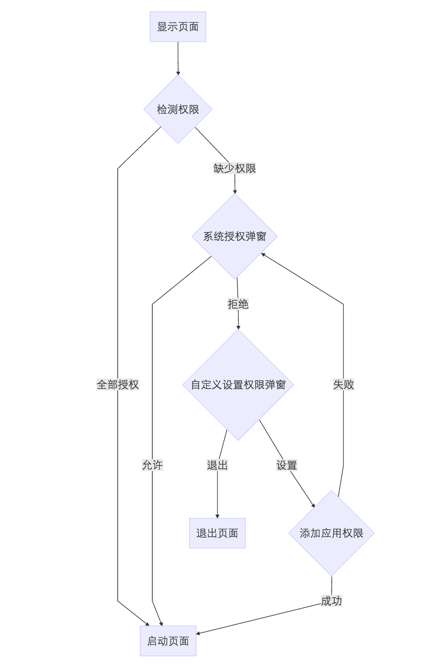 显示页面
检测权限
缺少权限
系统授权弹窗
拒绝
全部授权
自定义设置权限弹窗
失败
允许
退出
设置
退出页面
添加应用权限
成功
启动页面